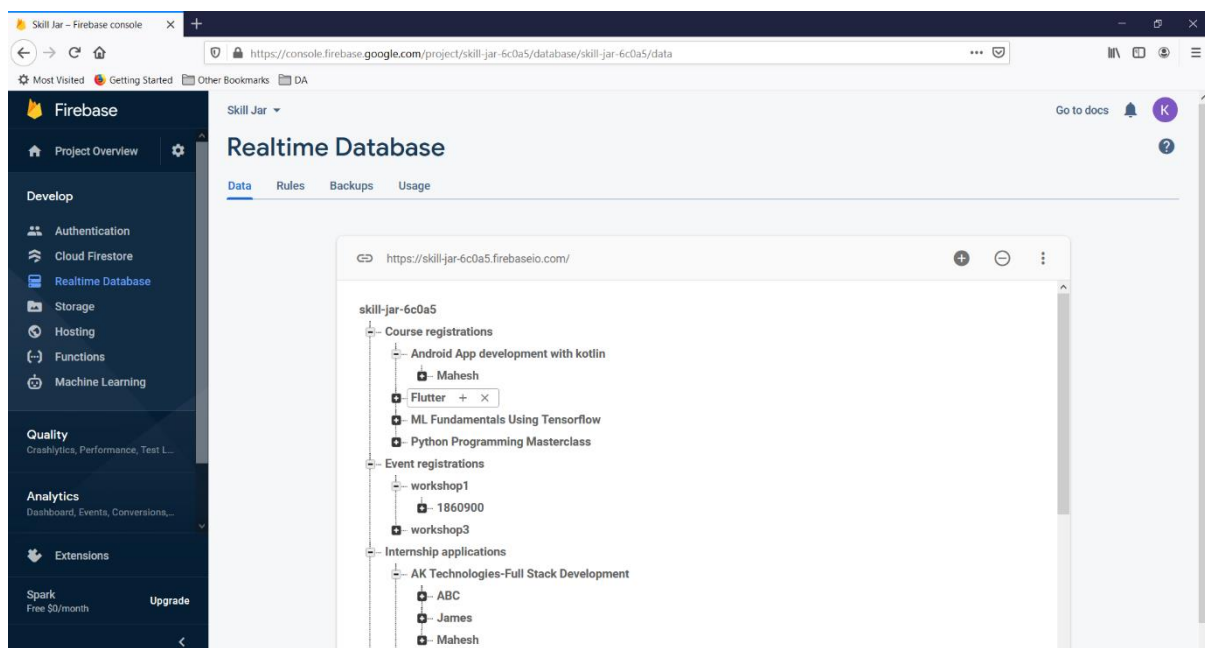 Skill Jar – Firebase console
https://console.firebase.google.com/project/skill-jar-6c0a5/database/skill-jar-6c0a5/data
Most Visited Getting Started Other Bookmarks DA
Firebase
Project Overview
Develop
Authentication
Cloud Firestore
Realtime Database
Storage
Hosting
Functions
Machine Learning
Quality
Crashlytics, Performance, Test L...
Analytics
Dashboard, Events, Conversions,...
Extensions
Spark
Free $0/month
Upgrade
Skill Jar
Go to docs
K
Realtime Database
Data Rules Backups Usage
https://skill-jar-6c0a5.firebaseio.com/
skill-jar-6c0a5
Course registrations
Android App development with kotlin
Mahesh
Flutter
ML Fundamentals Using Tensorflow
Python Programming Masterclass
Event registrations
workshop1
1860900
workshop3
Internship applications
AK Technologies-Full Stack Development
ABC
James
Mahesh